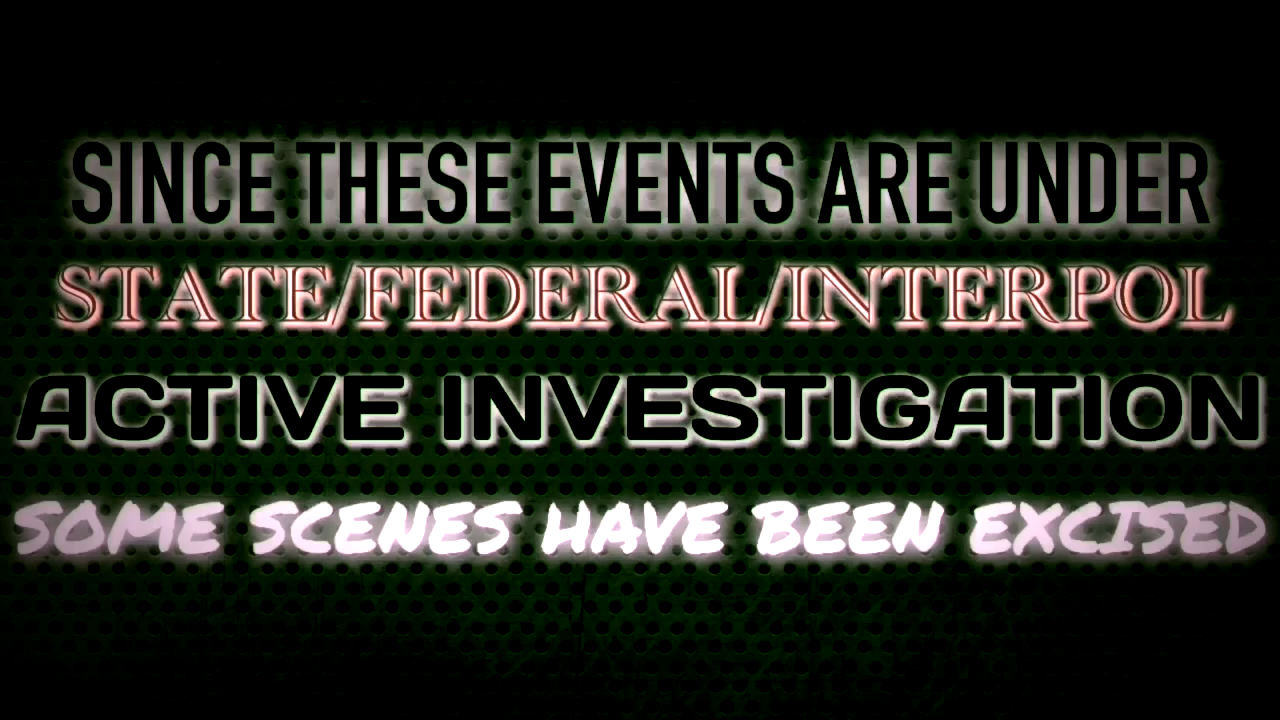 SINCE THESE EVENTS ARE UNDER
STATE/FEDERAL/INTERPOL
ACTIVE INVESTIGATION
SOME SCENES HAVE BEEN EXCISED